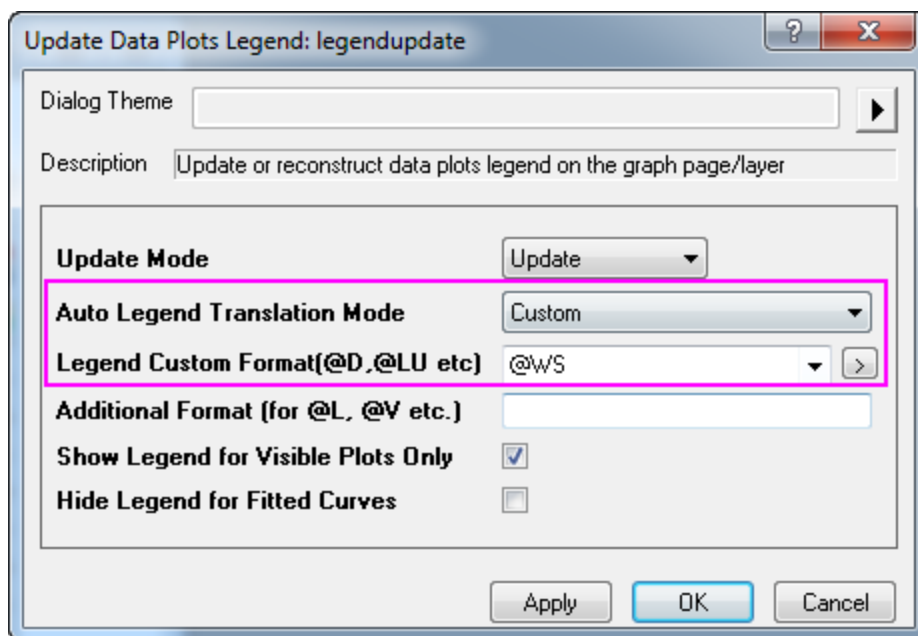 Update Data Plots Legend: legendupdate
Dialog Theme
Description Update or reconstruct data plots legend on the graph page/layer
Update Mode Update
Auto Legend Translation Mode Custom
Legend Custom Format(@D,@LU etc) @WS >
Additional Format (for @L, @V etc.)
Show Legend for Visible Plots Only
Hide Legend for Fitted Curves
Apply OK Cancel